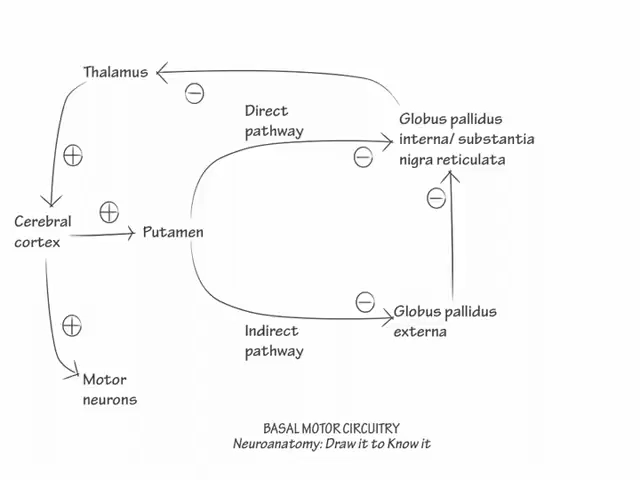 Thalamus
⊖
Direct
pathway
Globus pallidus
interna/ substantia
nigra reticulata
⊕
⊖
⊖
Cerebral
cortex
⊕
Putamen
⊖
Globus pallidus
externa
⊕
Indirect
pathway
Motor
neurons
BASAL MOTOR CIRCUITRY
Neuroanatomy: Draw it to Know it